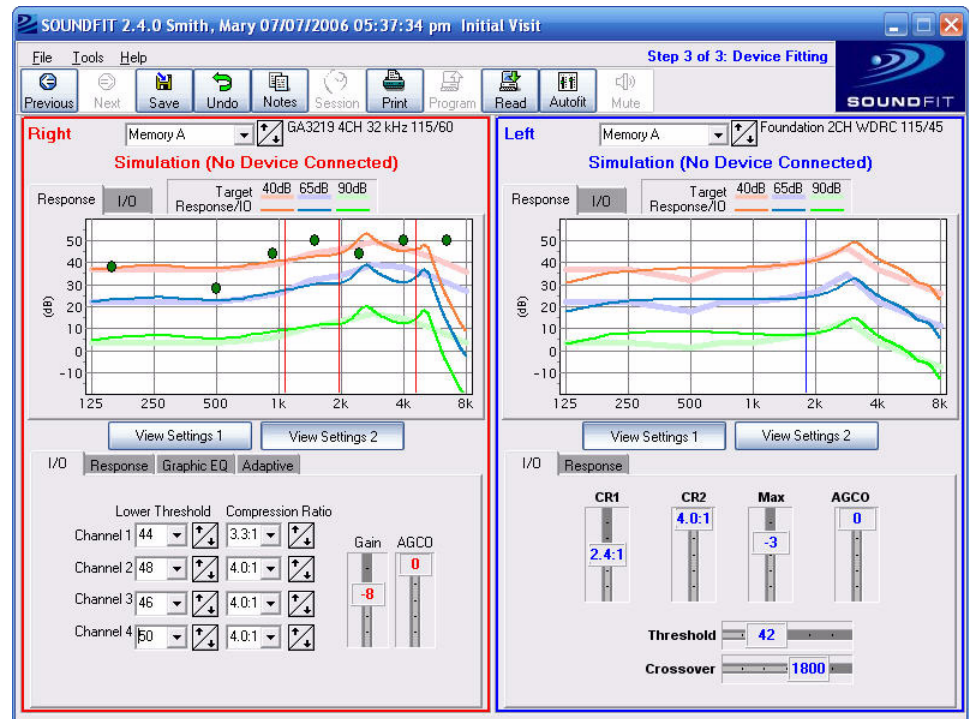 SOUNDFIT 2.4.0 Smith, Mary 07/07/2006 05:37:34 pm Initial Visit
File Tools Help
Step 3 of 3: Device Fitting
Previous Next Save Undo Notes Session Print Program Read Autofit Mute
SOUNDFIT
Right
Memory A
GA3219 4CH 32 kHz 115/60
Simulation (No Device Connected)
Response I/O
Target 40dB 65dB 90dB
Response/IO
50
40
30
20
10
0
-10
(dB)
125 250 500 1k 2k 4k 8k
View Settings 1 View Settings 2
I/O Response Graphic EQ Adaptive
Lower Threshold Compression Ratio
Channel 1 44 3.3:1
Channel 2 48 4.0:1
Channel 3 46 4.0:1
Channel 4 50 4.0:1
Gain AGCO
0
-8
Left
Memory A
Foundation 2CH WDRC 115/45
Simulation (No Device Connected)
Response I/O
Target 40dB 65dB 90dB
Response/IO
50
40
30
20
10
0
-10
(dB)
125 250 500 1k 2k 4k 8k
View Settings 1 View Settings 2
I/O Response
CR1 CR2 Max AGCO
2.4:1 4.0:1 -3 0
Threshold 42
Crossover 1800